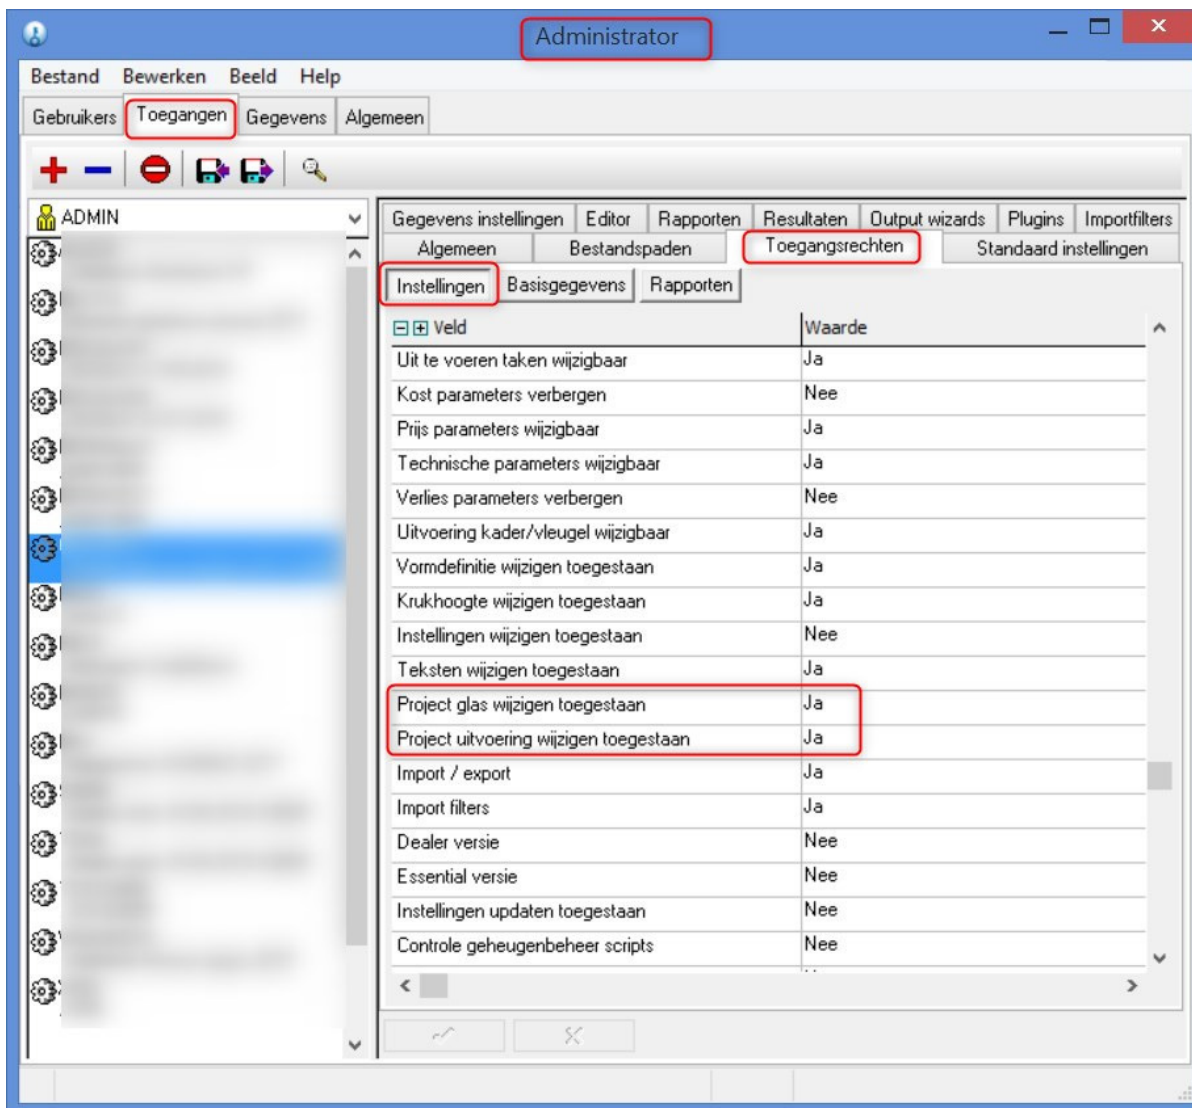 Administrator
Bestand Bewerken Beeld Help
Gebruikers Toegangen Gegevens Algemeen
ADMIN
Gegevens instellingen Editor Rapporten Resultaten Output wizards Plugins Importfilters
Algemeen Bestandspaden Toegangsrechten Standaard instellingen
Instellingen Basisgegevens Rapporten
Veld Waarde
Uit te voeren taken wijzigbaar Ja
Kost parameters verbergen Nee
Prijs parameters wijzigbaar Ja
Technische parameters wijzigbaar Ja
Verlies parameters verbergen Nee
Uitvoering kader/vleugel wijzigbaar Ja
Vormdefinitie wijzigen toegestaan Ja
Krukhoogte wijzigen toegestaan Ja
Instellingen wijzigen toegestaan Nee
Teksten wijzigen toegestaan Ja
Project glas wijzigen toegestaan Ja
Project uitvoering wijzigen toegestaan Ja
Import / export Ja
Import filters Ja
Dealer versie Nee
Essential versie Nee
Instellingen updaten toegestaan Nee
Controle geheugenbeheer scripts Nee